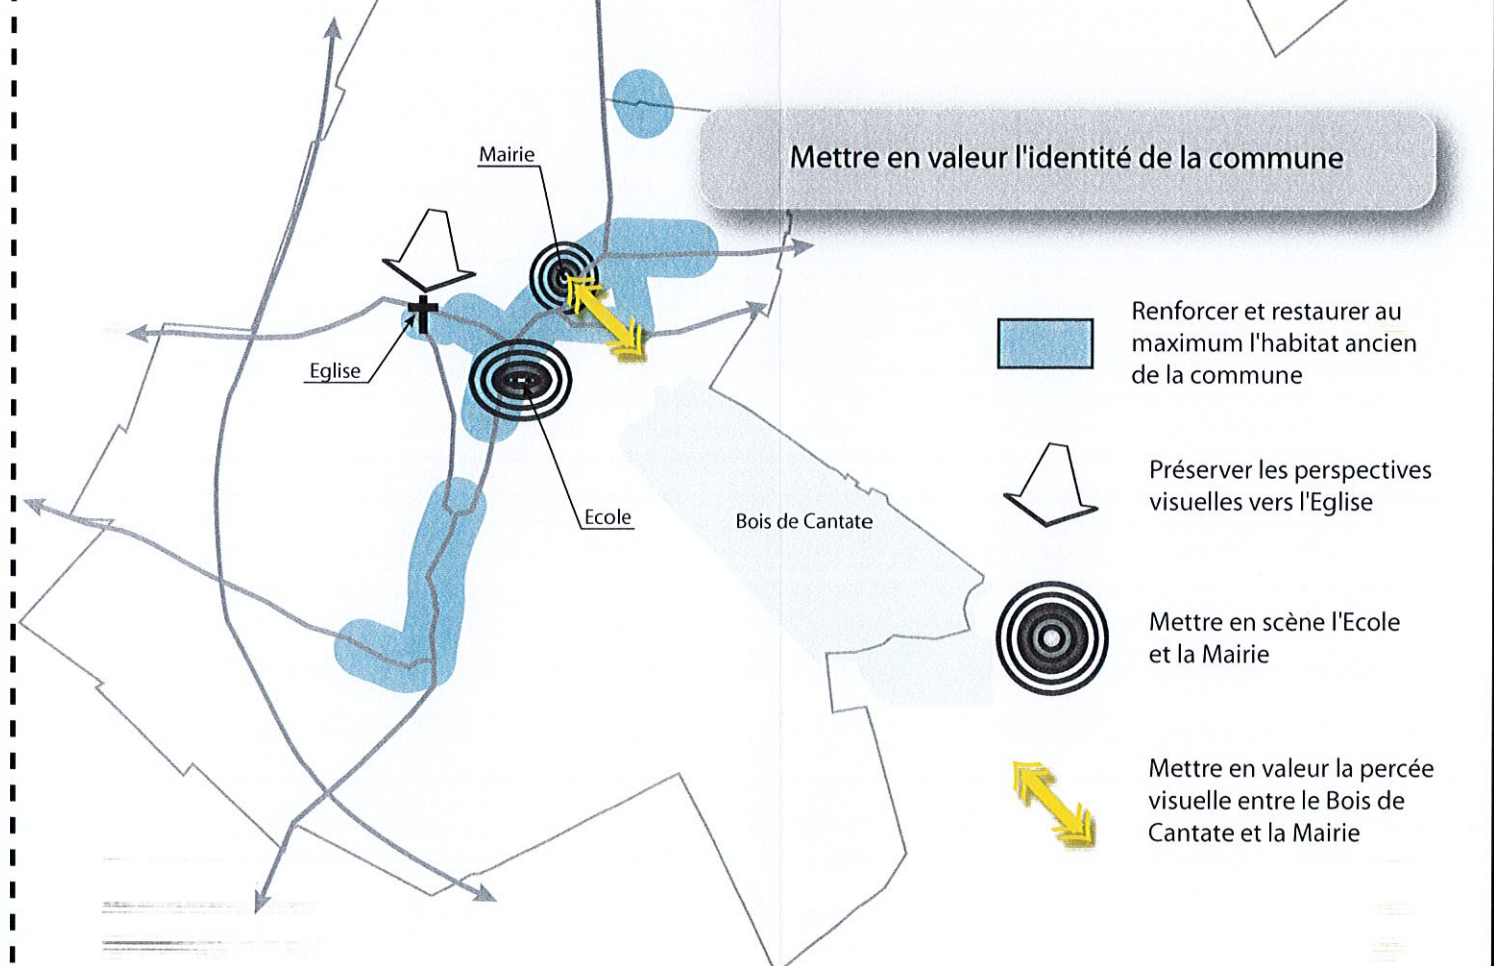 Mairie
Mettre en valeur l'identité de la commune
Eglise
Ecole
Bois de Cantate
Renforcer et restaurer au
maximum l'habitat ancien
de la commune
Préserver les perspectives
visuelles vers l'Eglise
Mettre en scène l'Ecole
et la Mairie
Mettre en valeur la percée
visuelle entre le Bois de
Cantate et la Mairie